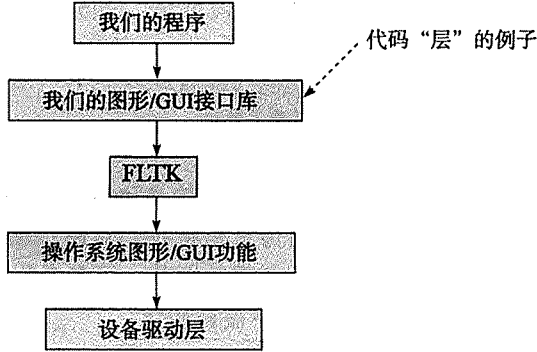 我们的程序
代码“层”的例子
我们的图形/GUI接口库
FLTK
操作系统图形/GUI功能
设备驱动层